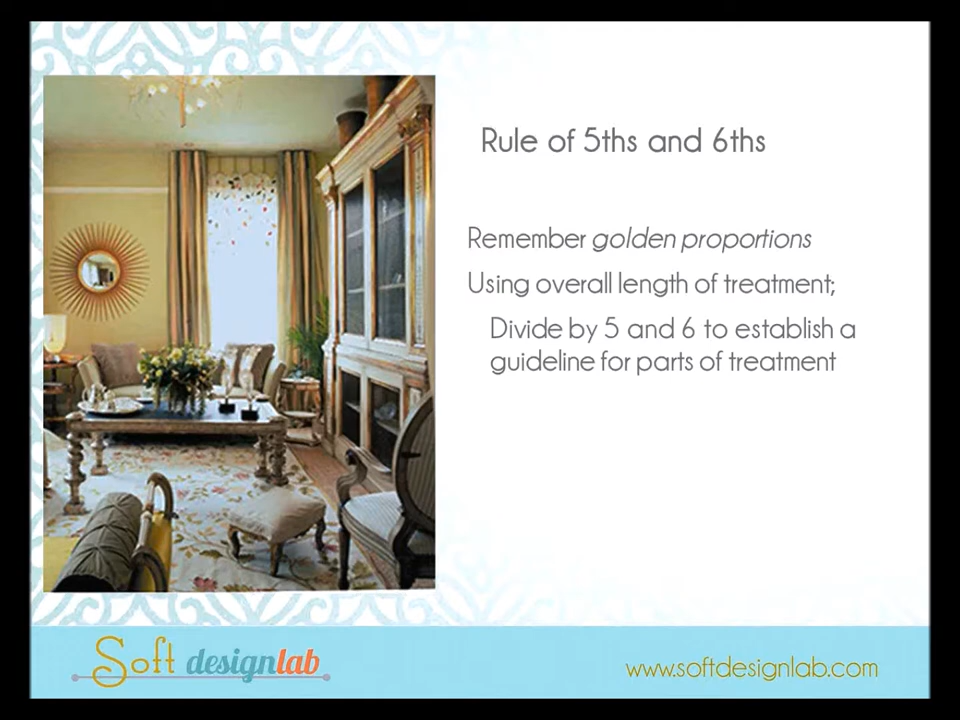 Rule of 5ths and 6ths
Remember golden proportions
Using overall length of treatment;
Divide by 5 and 6 to establish a
guideline for parts of treatment
Soft designlab
www.softdesignlab.com